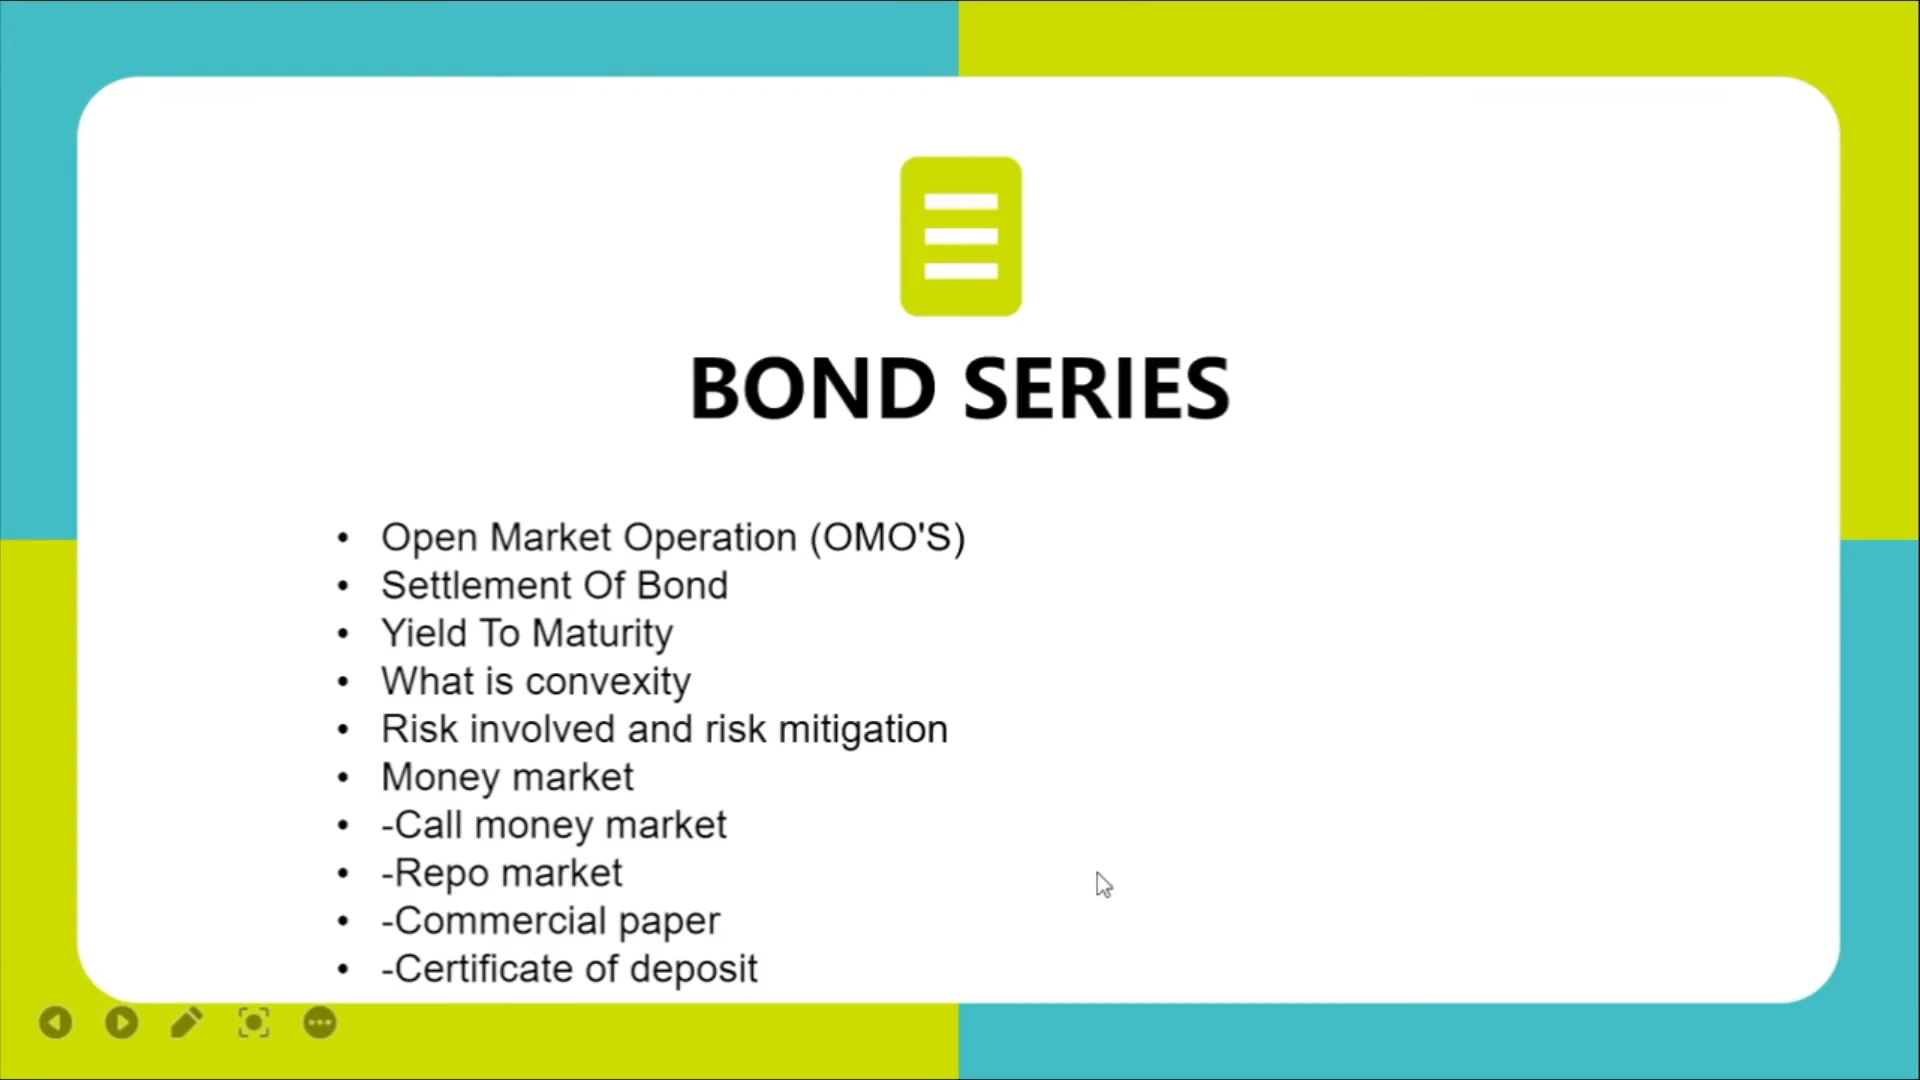 BOND SERIES
• Open Market Operation (OMO'S)
• Settlement Of Bond
• Yield To Maturity
• What is convexity
• Risk involved and risk mitigation
• Money market
• -Call money market
• -Repo market
• -Commercial paper
• -Certificate of deposit